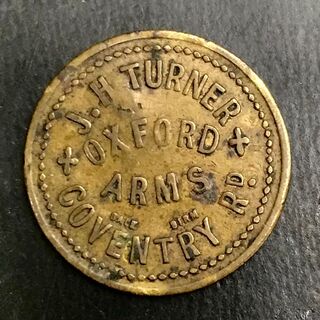 J. H TURNER
OXFORD
ARMS
COVENTRY RD.